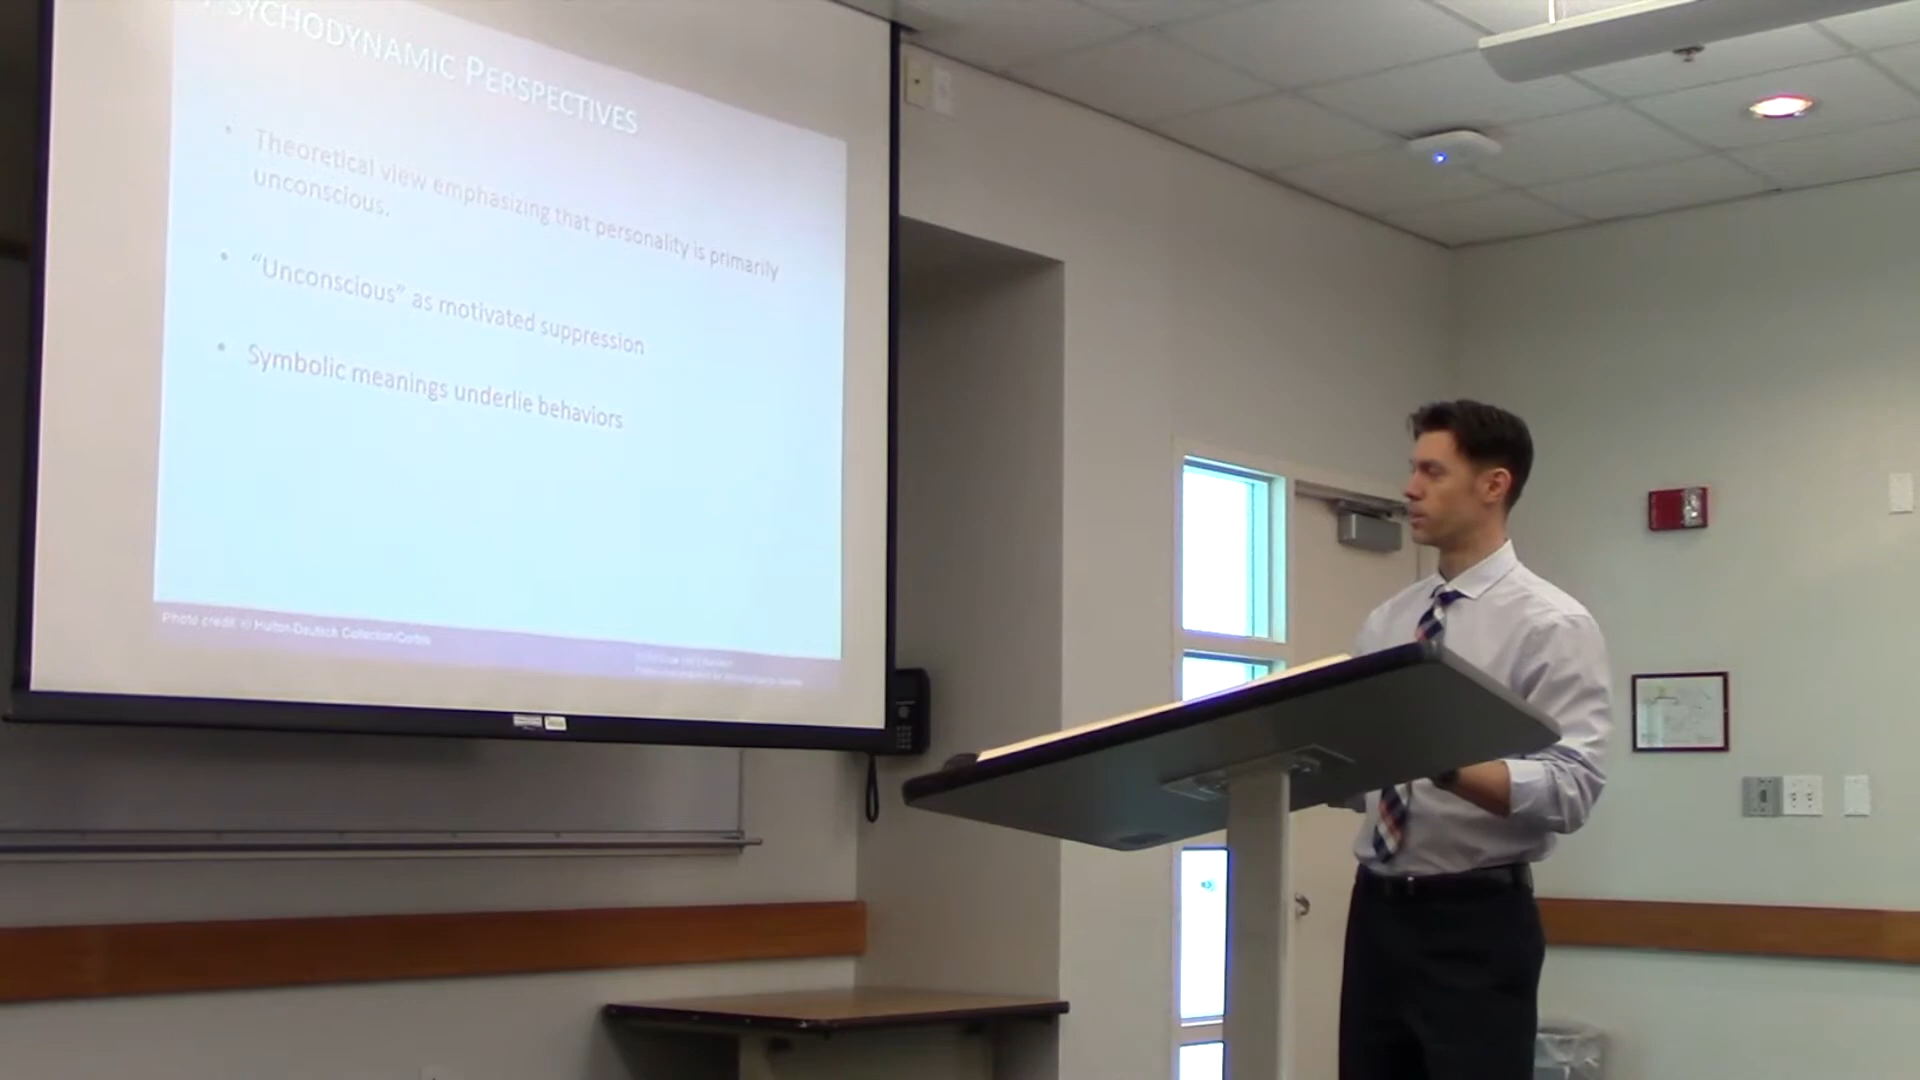 PSYCHODYNAMIC PERSPECTIVES
• Theoretical view emphasizing that personality is primarily
unconscious.
• “Unconscious” as motivated suppression
• Symbolic meanings underlie behaviors
Photo credit: © Hulton-Deutsch Collection/Corbis